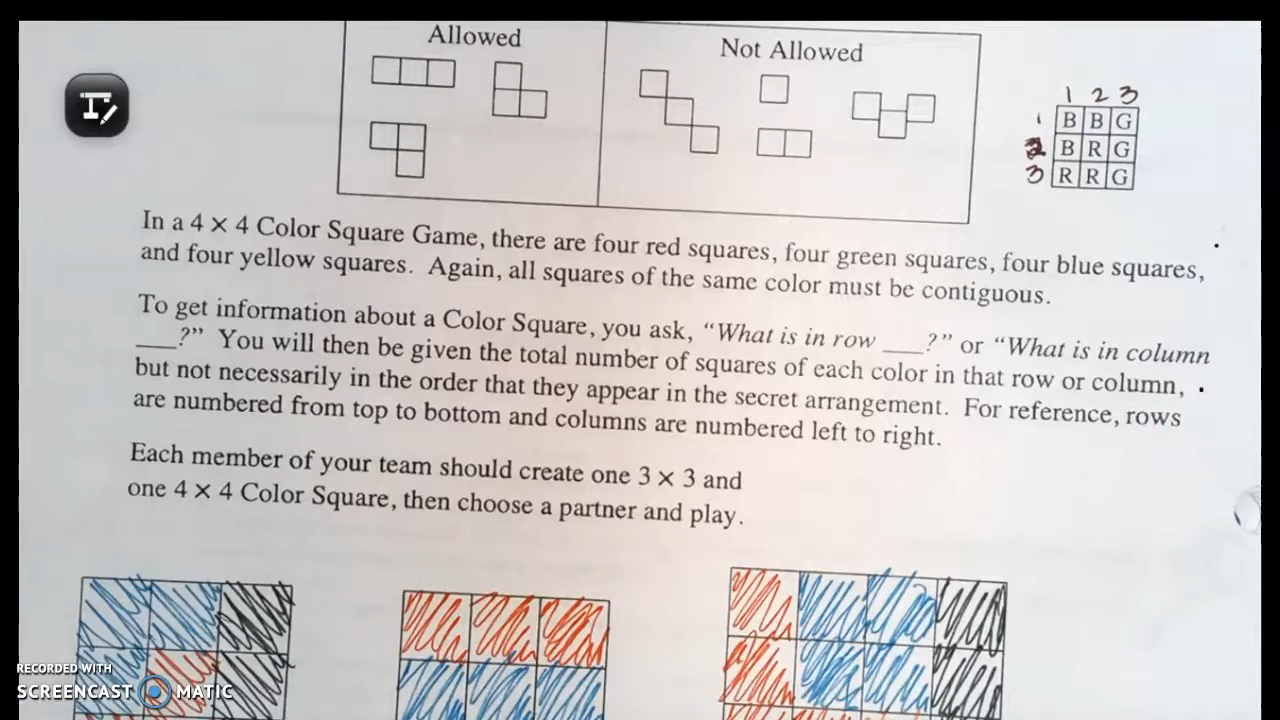 Allowed
Not Allowed
1 2 3
1 B B G
2 B R G
3 R R G
In a 4 × 4 Color Square Game, there are four red squares, four green squares, four blue squares,
and four yellow squares. Again, all squares of the same color must be contiguous.
To get information about a Color Square, you ask, “What is in row ___?” or “What is in column
___?” You will then be given the total number of squares of each color in that row or column,
but not necessarily in the order that they appear in the secret arrangement. For reference, rows
are numbered from top to bottom and columns are numbered left to right.
Each member of your team should create one 3 × 3 and
one 4 × 4 Color Square, then choose a partner and play.
RECORDED WITH
SCREENCAST MATIC